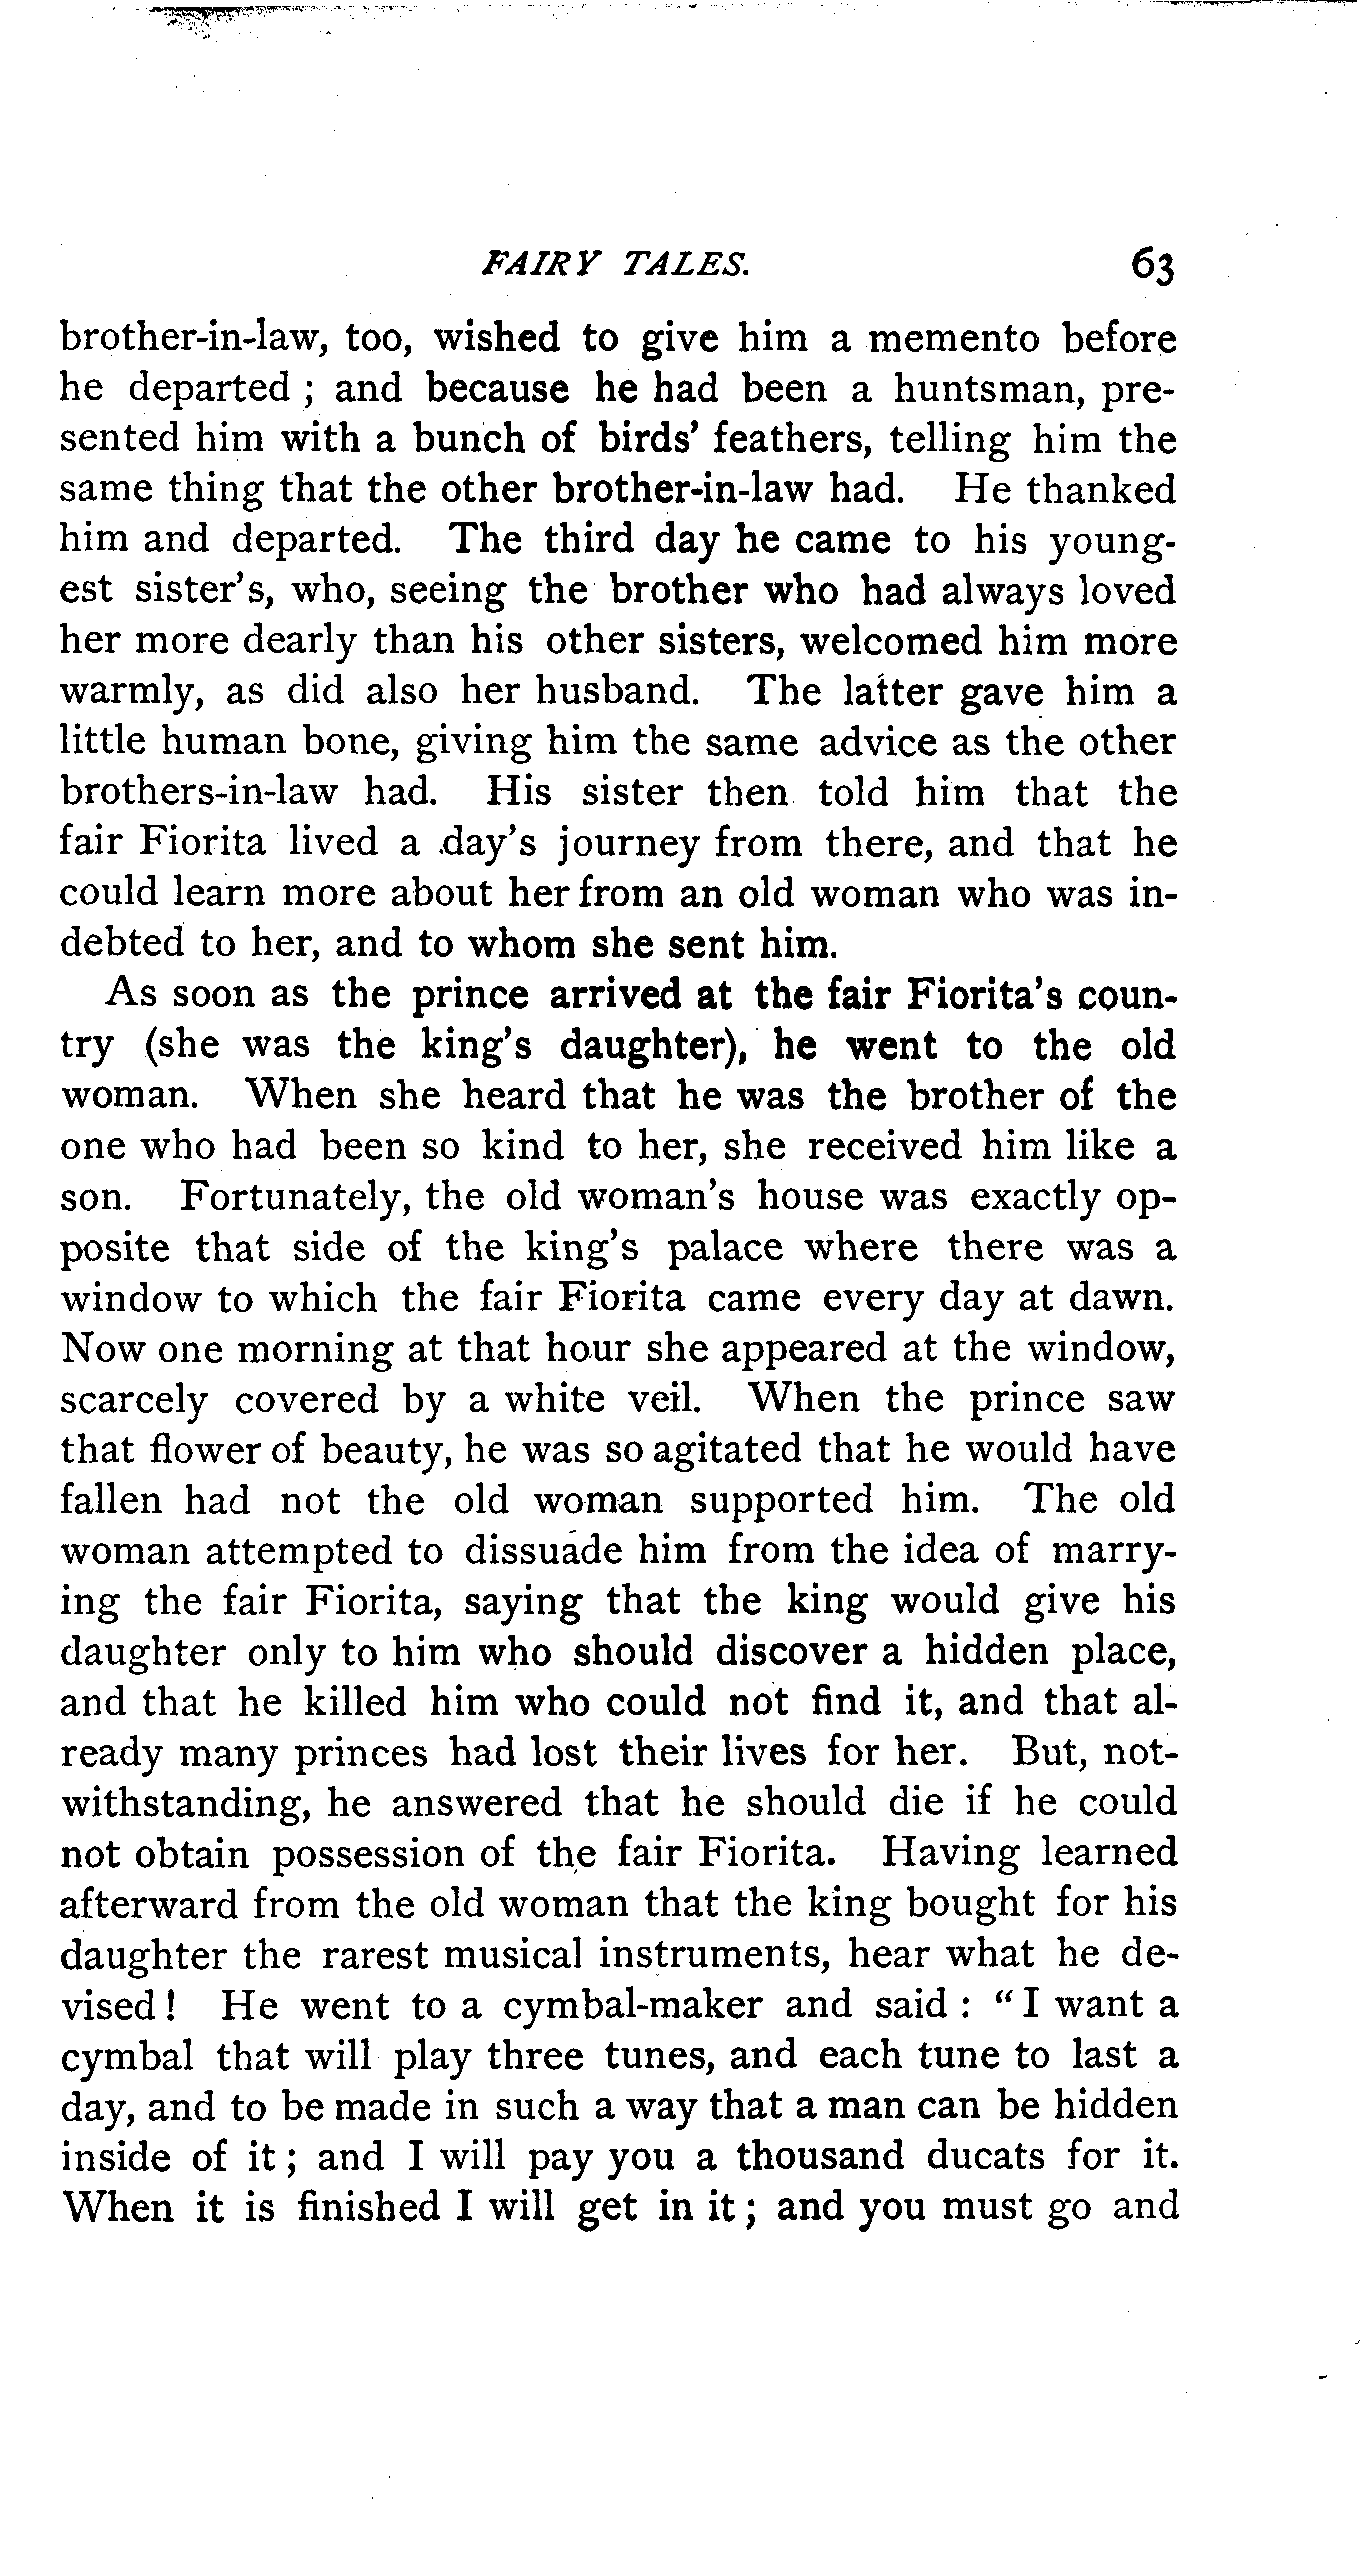 FAIRY TALES. 63
brother-in-law, too, wished to give him a memento before
he departed ; and because he had been a huntsman, pre-
sented him with a bunch of birds' feathers, telling him the
same thing that the other brother-in-law had. He thanked
him and departed. The third day he came to his young-
est sister's, who, seeing the brother who had always loved
her more dearly than his other sisters, welcomed him more
warmly, as did also her husband. The latter gave him a
little human bone, giving him the same advice as the other
brothers-in-law had. His sister then told him that the
fair Fiorita lived a day's journey from there, and that he
could learn more about her from an old woman who was in-
debted to her, and to whom she sent him.
As soon as the prince arrived at the fair Fiorita's coun-
try (she was the king's daughter), he went to the old
woman. When she heard that he was the brother of the
one who had been so kind to her, she received him like a
son. Fortunately, the old woman's house was exactly op-
posite that side of the king's palace where there was a
window to which the fair Fiorita came every day at dawn.
Now one morning at that hour she appeared at the window,
scarcely covered by a white veil. When the prince saw
that flower of beauty, he was so agitated that he would have
fallen had not the old woman supported him. The old
woman attempted to dissuade him from the idea of marry-
ing the fair Fiorita, saying that the king would give his
daughter only to him who should discover a hidden place,
and that he killed him who could not find it, and that al-
ready many princes had lost their lives for her. But, not-
withstanding, he answered that he should die if he could
not obtain possession of the fair Fiorita. Having learned
afterward from the old woman that the king bought for his
daughter the rarest musical instruments, hear what he de-
vised ! He went to a cymbal-maker and said : " I want a
cymbal that will play three tunes, and each tune to last a
day, and to be made in such a way that a man can be hidden
inside of it ; and I will pay you a thousand ducats for it.
When it is finished I will get in it ; and you must go and